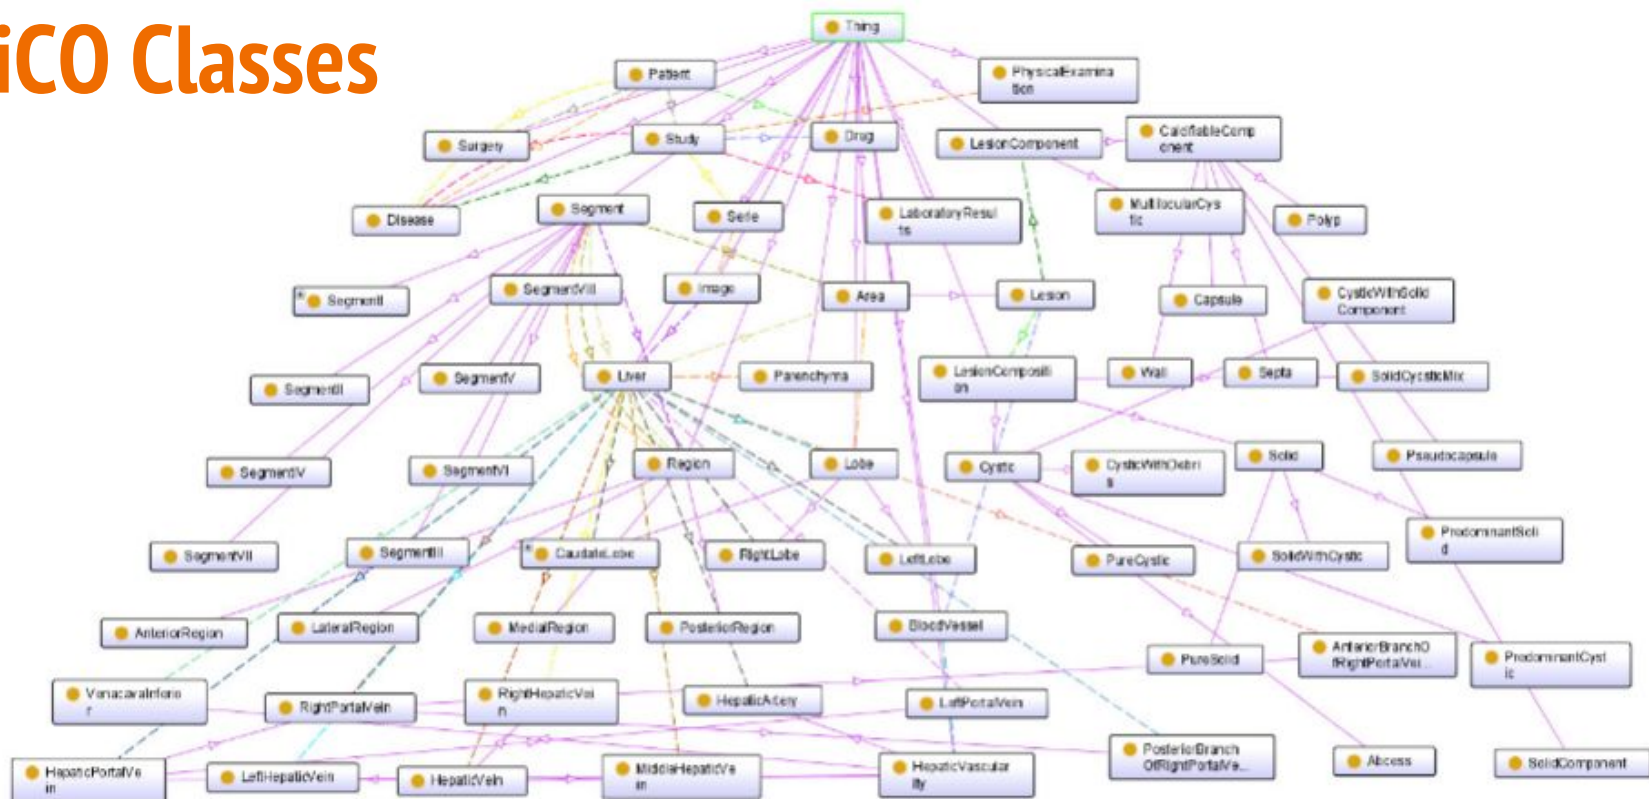 iCO Classes
Thing
Patient
PhysicalExamina
tion
Surgery
Study
Drug
LesionComponent
CalcifiableComp
onent
Disease
Segment
Serie
LaboratoryResul
ts
MultilocularCys
tic
Polyp
SegmentI
SegmentVIII
Image
Area
Lesion
Capsule
CysticWithSolid
Component
SegmentII
SegmentV
Liver
Parenchyma
LesionCompositi
on
Wall
Septa
SolidCysticMix
SegmentIV
SegmentVI
Region
Lobe
Cystic
CysticWithDebri
s
Solid
Pseudocapsule
SegmentVII
SegmentIII
CaudateLobe
RightLobe
LeftLobe
PureCystic
SolidWithCystic
PredominantSoli
d
AnteriorRegion
LateralRegion
MedialRegion
PosteriorRegion
BloodVessel
PureSolid
AnteriorBranchO
fRightPortalVei...
PredominantCyst
ic
VenacavaInferio
r
RightPortalVein
RightHepaticVei
n
HepaticArtery
LeftPortalVein
HepaticPortalVe
in
LeftHepaticVein
HepaticVein
MiddleHepaticVe
in
HepaticVascular
ity
PosteriorBranch
OfRightPortalVe...
Abcess
SolidComponent